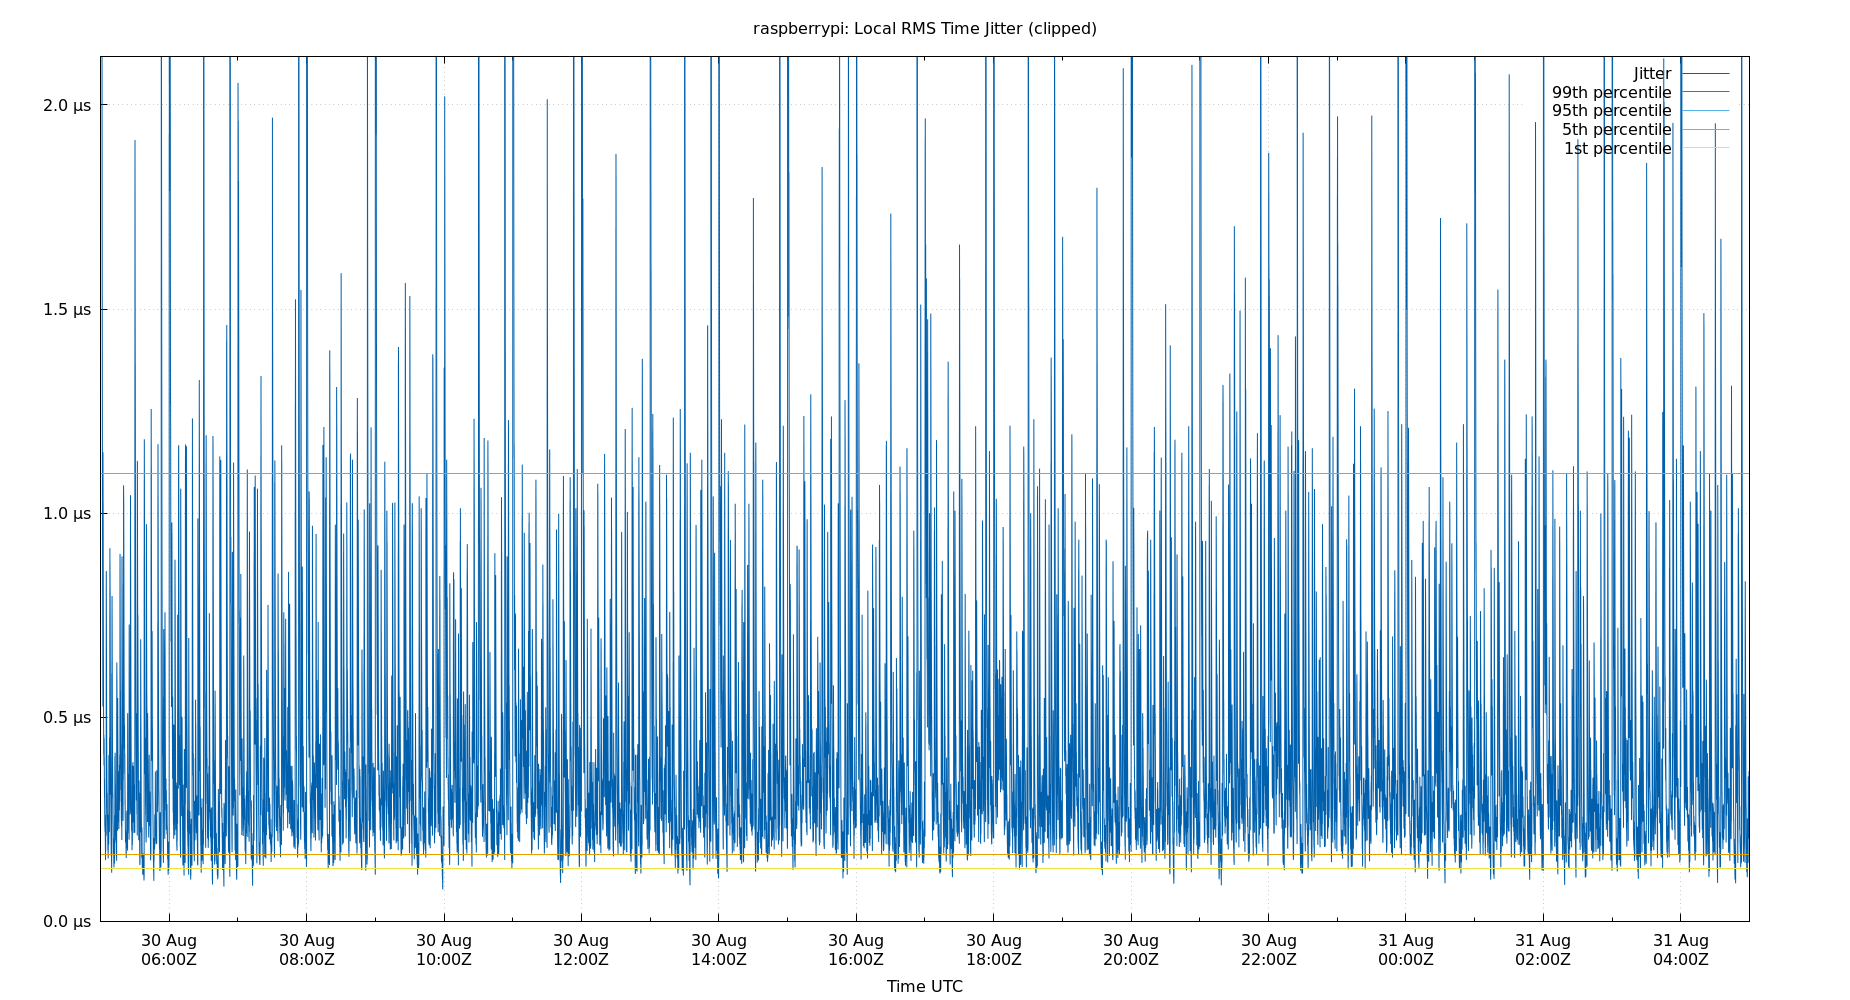 raspberrypi: Local RMS Time Jitter (clipped)
2.0 µs
1.5 µs
1.0 µs
0.5 µs
0.0 µs
Jitter
99th percentile
95th percentile
5th percentile
1st percentile
30 Aug
06:00Z
30 Aug
08:00Z
30 Aug
10:00Z
30 Aug
12:00Z
30 Aug
14:00Z
30 Aug
16:00Z
30 Aug
18:00Z
30 Aug
20:00Z
30 Aug
22:00Z
31 Aug
00:00Z
31 Aug
02:00Z
31 Aug
04:00Z
Time UTC